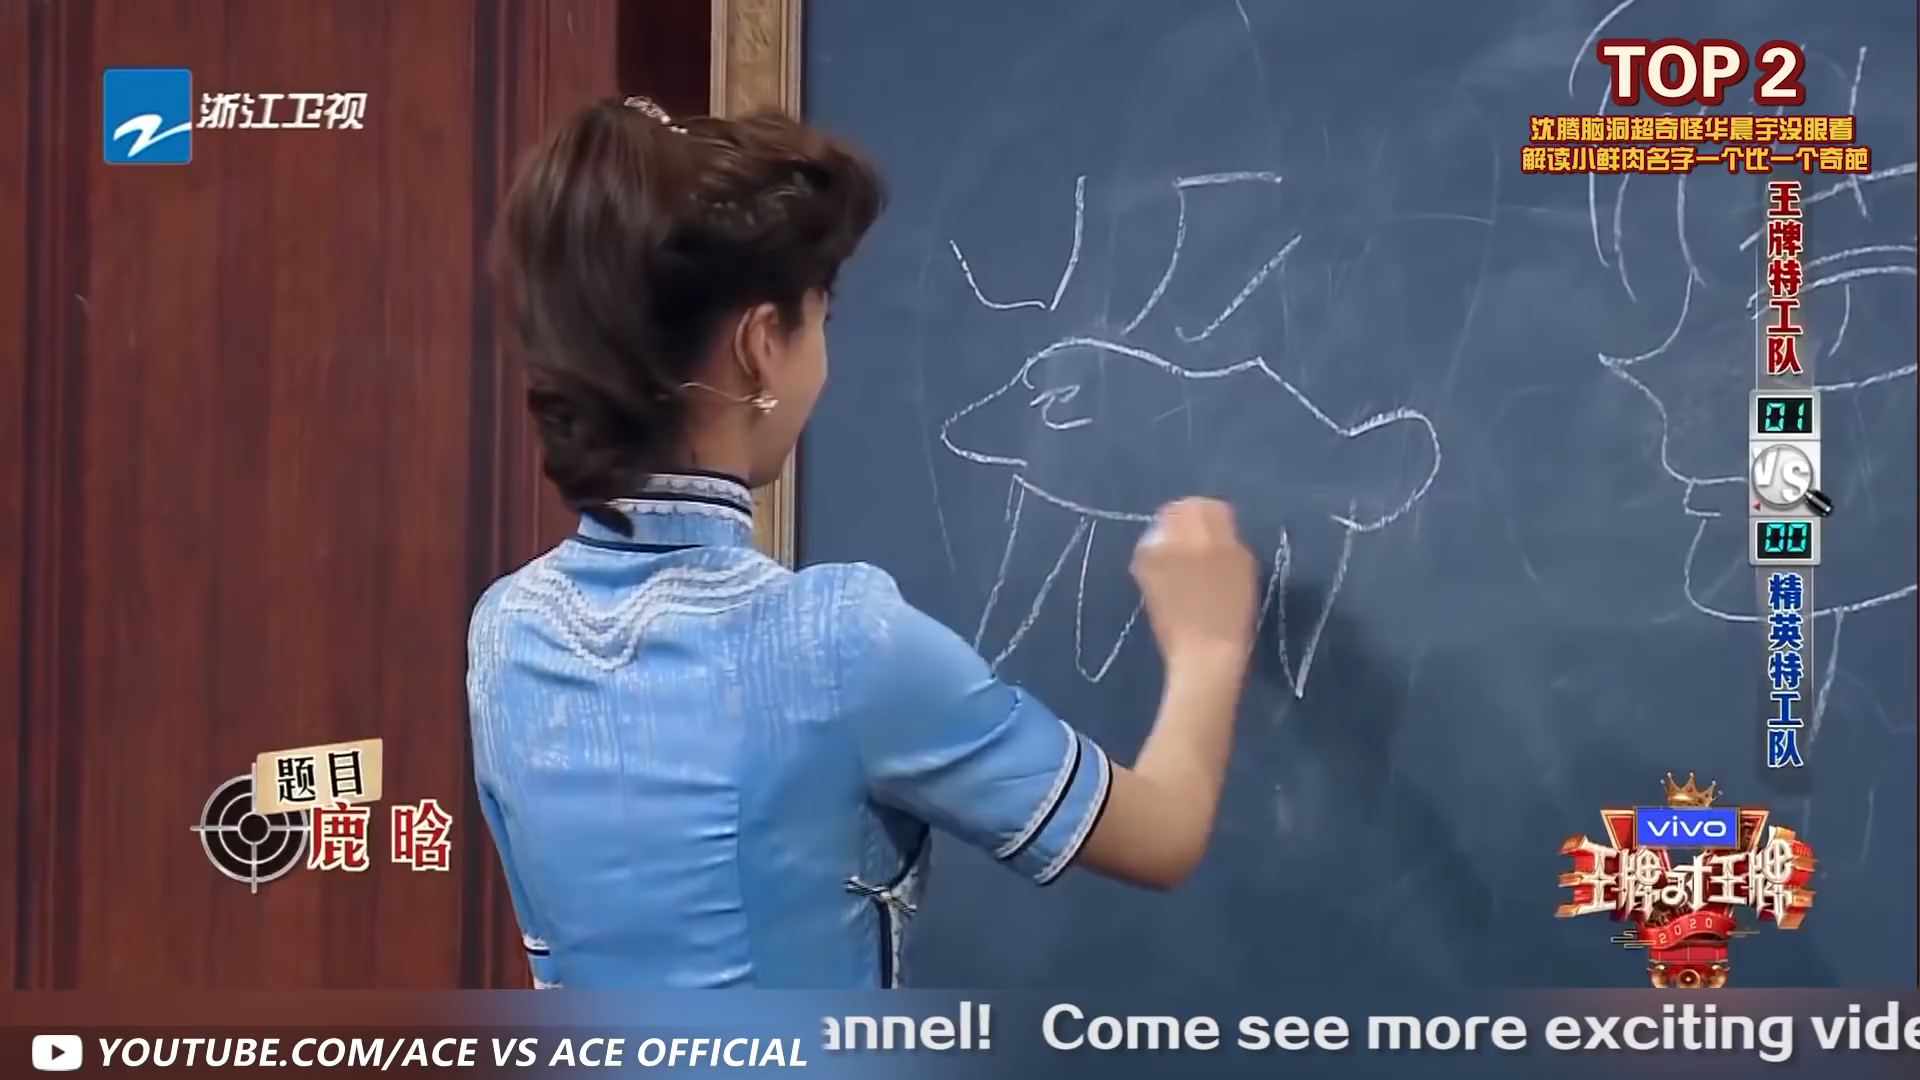 浙江卫视
TOP 2
沈腾脑洞超奇怪华晨宇没眼看
解读小鲜肉名字一个比一个奇葩
王牌特工队
01
VS
00
精英特工队
题目
鹿晗
vivo
王牌对王牌
2020
annel! Come see more exciting vide
YOUTUBE.COM/ACE VS ACE OFFICIAL